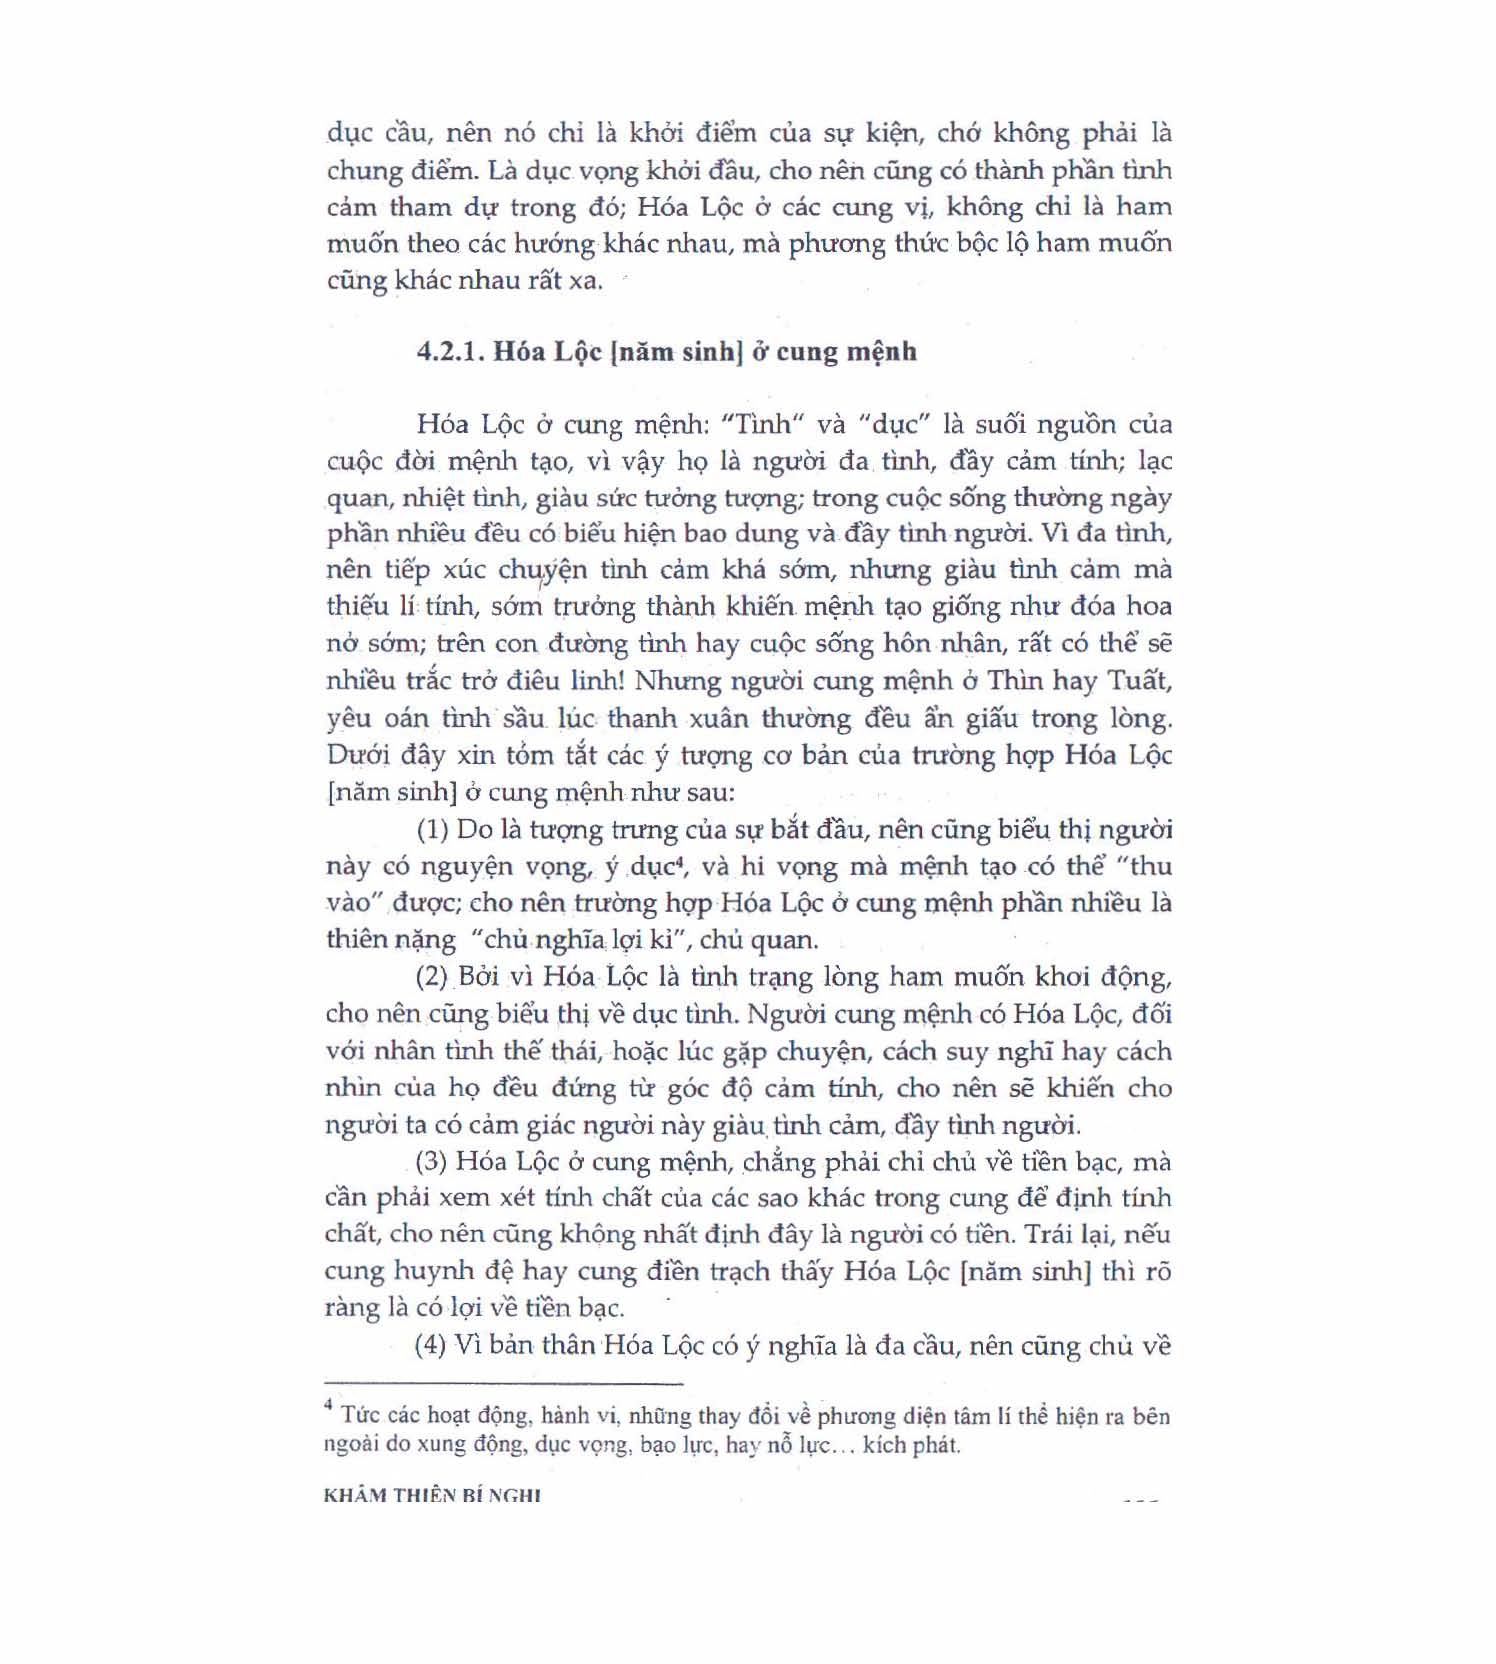 dục cầu, nên nó chỉ là khởi điểm của sự kiện, chớ không phải là
chung điểm. Là dục vọng khởi đầu, cho nên cũng có thành phần tình
cảm tham dự trong đó; Hóa Lộc ở các cung vị, không chỉ là ham
muốn theo các hướng khác nhau, mà phương thức bộc lộ ham muốn
cũng khác nhau rất xa.
4.2.1. Hóa Lộc [năm sinh] ở cung mệnh
Hóa Lộc ở cung mệnh: "Tình" và "dục" là suối nguồn của
cuộc đời mệnh tạo, vì vậy họ là người đa tình, đầy cảm tính; lạc
quan, nhiệt tình, giàu sức tưởng tượng; trong cuộc sống thường ngày
phần nhiều đều có biểu hiện bao dung và đầy tình người. Vì đa tình,
nên tiếp xúc chuyện tình cảm khá sớm, nhưng giàu tình cảm mà
thiếu lí tính, sớm trưởng thành khiến mệnh tạo giống như đóa hoa
nở sớm; trên con đường tình hay cuộc sống hôn nhân, rất có thể sẽ
nhiều trắc trở điêu linh! Nhưng người cung mệnh ở Thìn hay Tuất,
yêu oán tình sầu lúc thanh xuân thường đều ẩn giấu trong lòng.
Dưới đây xin tóm tắt các ý tượng cơ bản của trường hợp Hóa Lộc
[năm sinh] ở cung mệnh như sau:
(1) Do là tượng trưng của sự bắt đầu, nên cũng biểu thị người
này có nguyện vọng, ý dục⁴, và hi vọng mà mệnh tạo có thể "thu
vào" được; cho nên trường hợp Hóa Lộc ở cung mệnh phần nhiều là
thiên nặng "chủ nghĩa lợi kỉ", chủ quan.
(2) Bởi vì Hóa Lộc là tình trạng lòng ham muốn khơi động,
cho nên cũng biểu thị về dục tình. Người cung mệnh có Hóa Lộc, đối
với nhân tình thế thái, hoặc lúc gặp chuyện, cách suy nghĩ hay cách
nhìn của họ đều đứng từ góc độ cảm tính, cho nên sẽ khiến cho
người ta có cảm giác người này giàu tình cảm, đầy tình người.
(3) Hóa Lộc ở cung mệnh, chẳng phải chỉ chủ về tiền bạc, mà
cần phải xem xét tính chất của các sao khác trong cung để định tính
chất, cho nên cũng không nhất định đây là người có tiền. Trái lại, nếu
cung huynh đệ hay cung điền trạch thấy Hóa Lộc [năm sinh] thì rõ
ràng là có lợi về tiền bạc.
(4) Vì bản thân Hóa Lộc có ý nghĩa là đa cầu, nên cũng chủ về
⁴ Tức các hoạt động, hành vi, những thay đổi về phương diện tâm lí thể hiện ra bên
ngoài do xung động, dục vọng, bạo lực, hay nỗ lực... kích phát.
KHÂM THIÊN BÍ NGHI